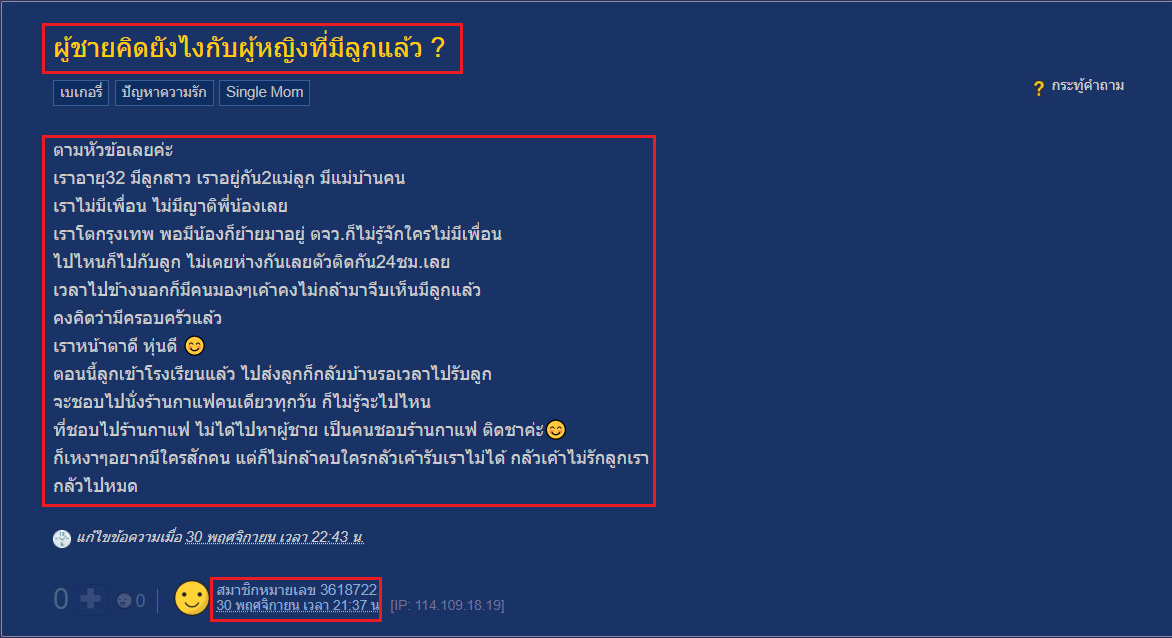 ผู้ชายคิดยังไงกับผู้หญิงที่มีลูกแล้ว ?
เบเกอรี่ ปัญหาความรัก Single Mom
? กระทู้คำถาม
ตามหัวข้อเลยค่ะ
เราอายุ32 มีลูกสาว เราอยู่กัน2แม่ลูก มีแม่บ้านคน
เราไม่มีเพื่อน ไม่มีญาติพี่น้องเลย
เราโตกรุงเทพ พอมีน้องก็ย้ายมาอยู่ ตจว.ก็ไม่รู้จักใครไม่มีเพื่อน
ไปไหนก็ไปกับลูก ไม่เคยห่างกันเลยตัวติดกัน24ชม.เลย
เวลาไปข้างนอกก็มีคนมองๆเค้าคงไม่กล้ามาจีบเห็นมีลูกแล้ว
คงคิดว่ามีครอบครัวแล้ว
เราหน้าตาดี หุ่นดี 😊
ตอนนี้ลูกเข้าโรงเรียนแล้ว ไปส่งลูกก็กลับบ้านรอเวลาไปรับลูก
จะชอบไปนั่งร้านกาแฟคนเดียวทุกวัน ก็ไม่รู้จะไปไหน
ที่ชอบไปร้านกาแฟ ไม่ได้ไปหาผู้ชาย เป็นคนชอบร้านกาแฟ ติดชาค่ะ😊
ก็เหงาๆอยากมีใครสักคน แต่ก็ไม่กล้าคบใครกลัวเค้ารับเราไม่ได้ กลัวเค้าไม่รักลูกเรา
กลัวไปหมด
แก้ไขข้อความเมื่อ 30 พฤศจิกายน เวลา 22:43 น.
0 0
สมาชิกหมายเลข 3618722
30 พฤศจิกายน เวลา 21:37 น [IP: 114.109.18.19]